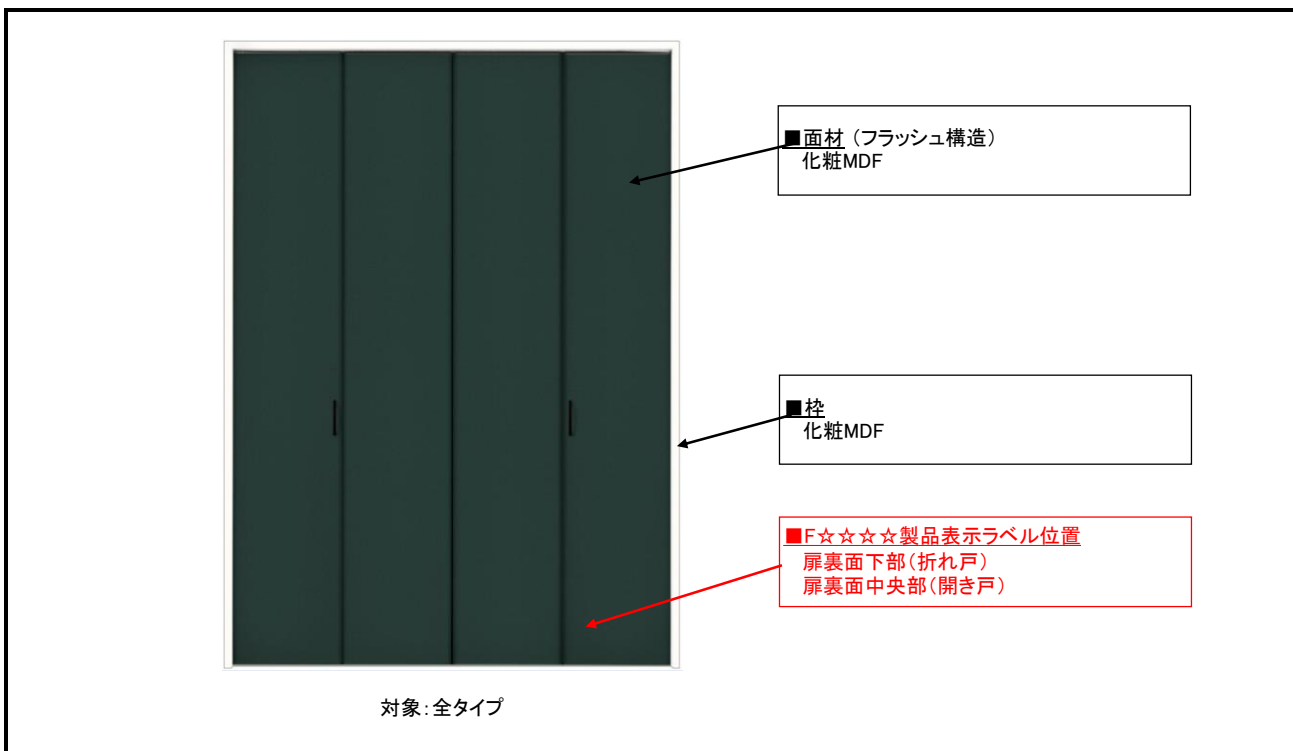 ■面材（フラッシュ構造）
化粧MDF
■枠
化粧MDF
■F☆☆☆☆製品表示ラベル位置
扉裏面下部(折れ戸)
扉裏面中央部(開き戸)
対象：全タイプ